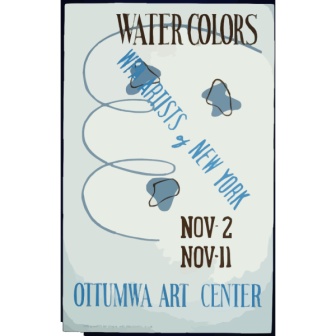 WATER COLORS
WPA ARTISTS of NEW YORK
NOV-2
NOV-11
OTTUMWA ART CENTER